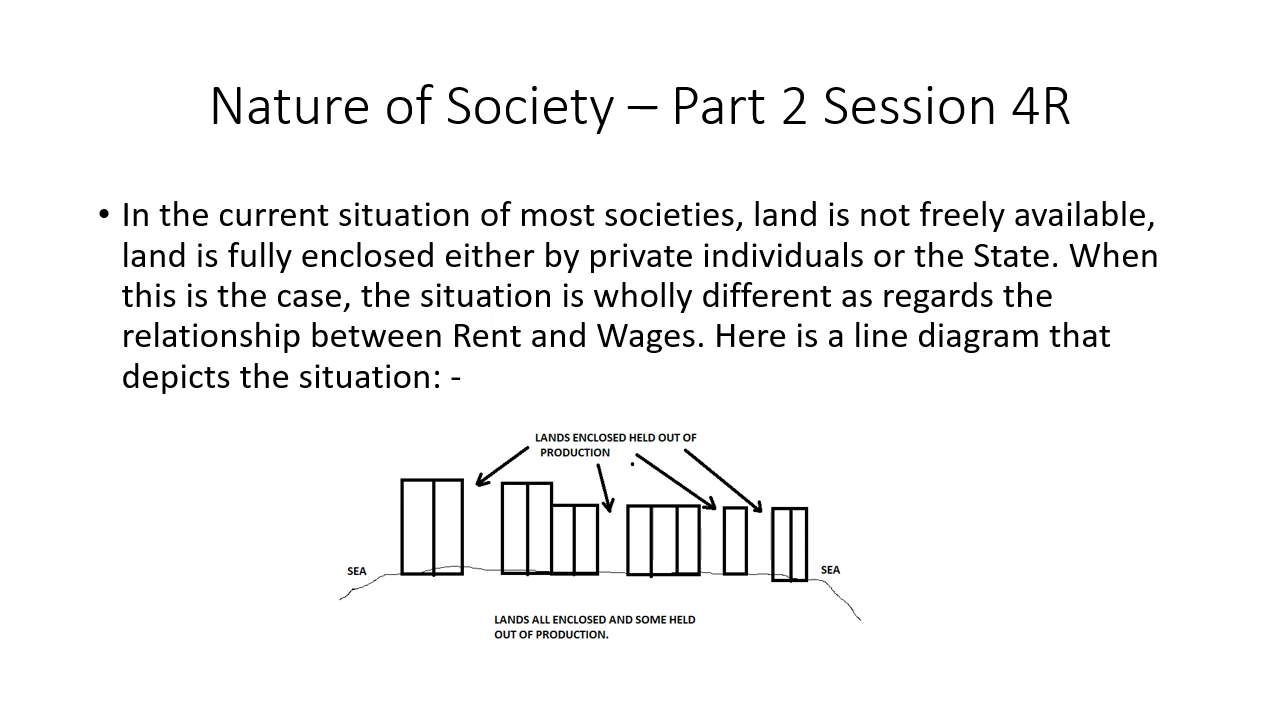 Nature of Society – Part 2 Session 4R
• In the current situation of most societies, land is not freely available,
land is fully enclosed either by private individuals or the State. When
this is the case, the situation is wholly different as regards the
relationship between Rent and Wages. Here is a line diagram that
depicts the situation: -
LANDS ENCLOSED HELD OUT OF
PRODUCTION
SEA
SEA
LANDS ALL ENCLOSED AND SOME HELD
OUT OF PRODUCTION.